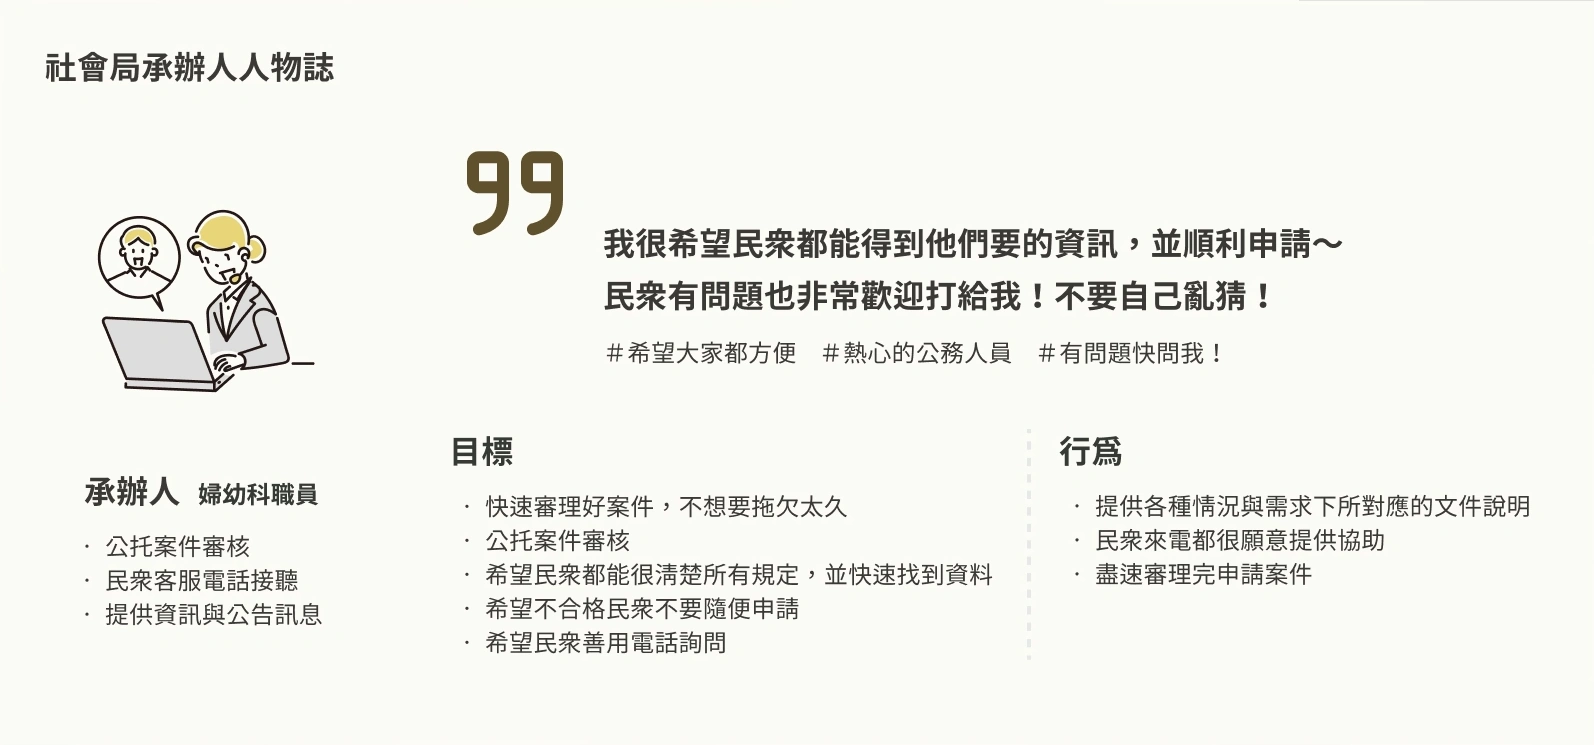 社會局承辦人人物誌
我很希望民衆都能得到他們要的資訊，並順利申請～
民衆有問題也非常歡迎打給我！不要自己亂猜！
＃希望大家都方便　＃熱心的公務人員　＃有問題快問我！
承辦人 婦幼科職員
· 公托案件審核
· 民衆客服電話接聽
· 提供資訊與公告訊息
目標
· 快速審理好案件，不想要拖欠太久
· 公托案件審核
· 希望民衆都能很清楚所有規定，並快速找到資料
· 希望不合格民衆不要隨便申請
· 希望民衆善用電話詢問
行爲
· 提供各種情況與需求下所對應的文件說明
· 民衆來電都很願意提供協助
· 盡速審理完申請案件